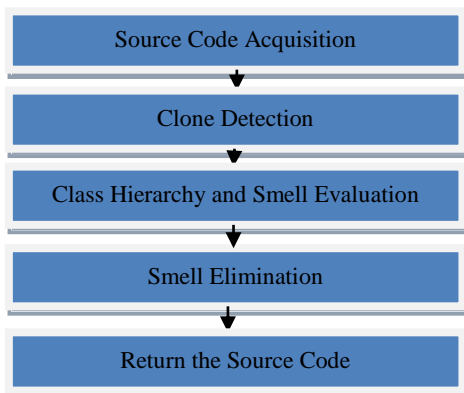 Source Code Acquisition
Clone Detection
Class Hierarchy and Smell Evaluation
Smell Elimination
Return the Source Code